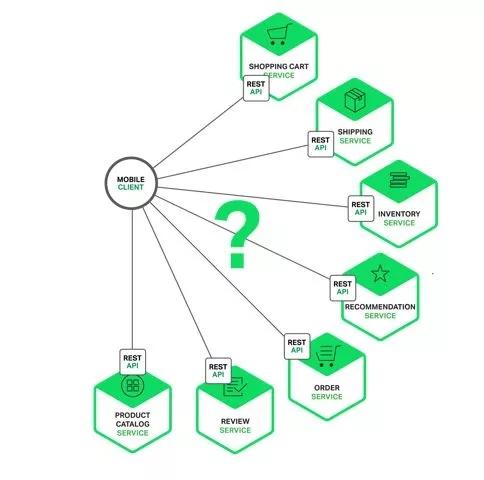 SHOPPING CART
SERVICE
REST
API
SHIPPING
SERVICE
REST
API
MOBILE
CLIENT
REST
API
INVENTORY
SERVICE
?
REST
API
RECOMMENDATION
SERVICE
REST
API
ORDER
SERVICE
REST
API
REVIEW
SERVICE
REST
API
PRODUCT
CATALOG
SERVICE